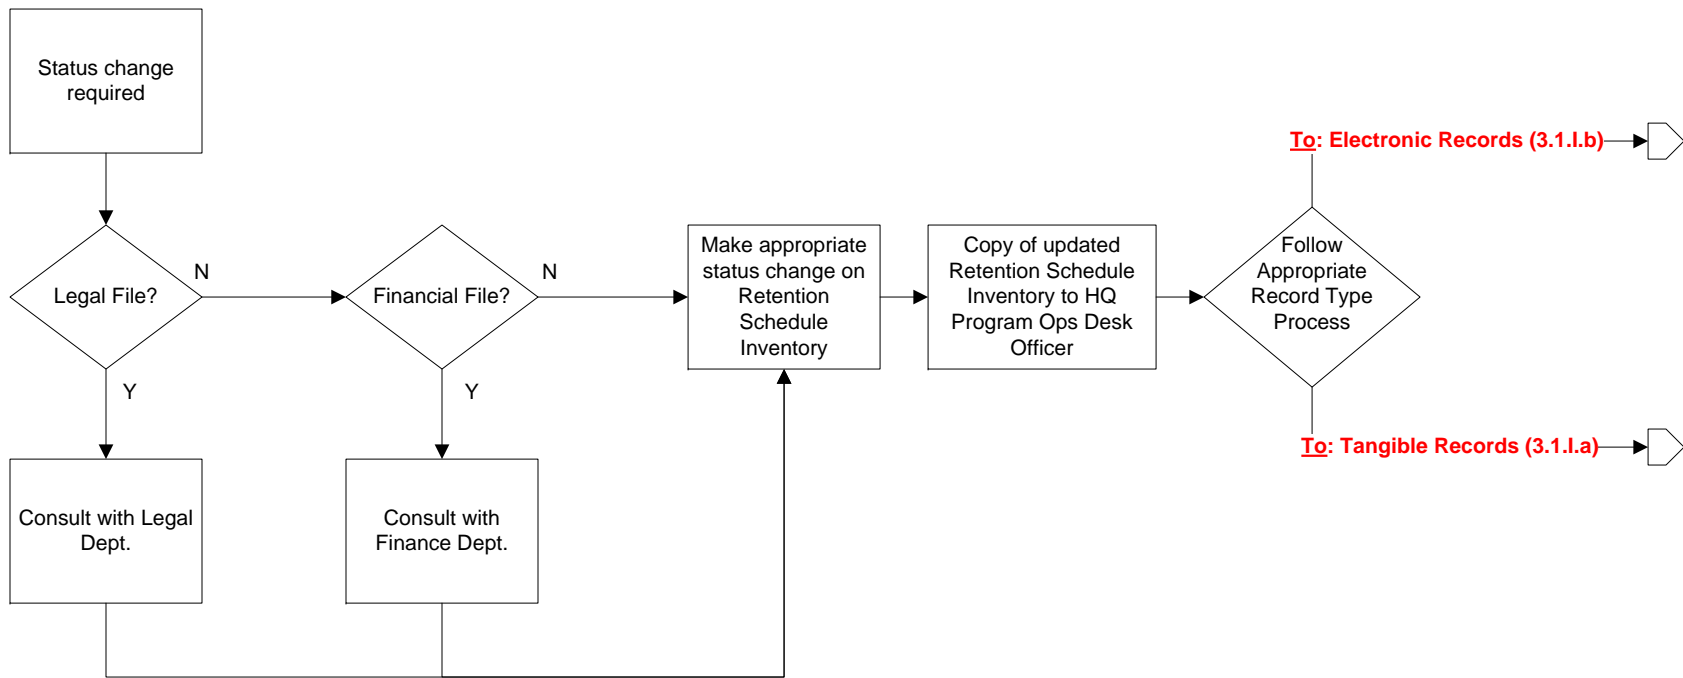 Status change
required
To: Electronic Records (3.1.I.b)
Legal File?
N
Y
Financial File?
N
Y
Make appropriate
status change on
Retention
Schedule
Inventory
Copy of updated
Retention Schedule
Inventory to HQ
Program Ops Desk
Officer
Follow
Appropriate
Record Type
Process
To: Tangible Records (3.1.I.a)
Consult with Legal
Dept.
Consult with
Finance Dept.